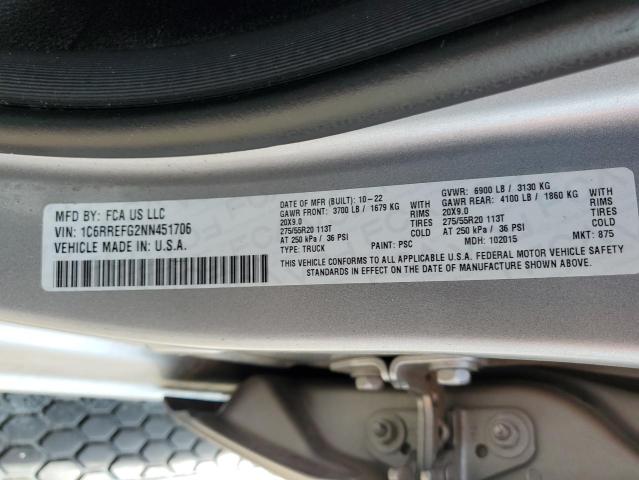 MFD BY: FCA US LLC
VIN: 1C6RREFG2NN451706
VEHICLE MADE IN U.S.A.
DATE OF MFR (BUILT): 10-22
GAWR FRONT: 3700 LB / 1679 KG
20X9.0 RIMS
275/55R20 113T TIRES
AT 250 kPa / 36 PSI COLD
TYPE: TRUCK PAINT: PSC
GVWR: 6900 LB / 3130 KG
GAWR REAR: 4100 LB / 1860 KG
20X9.0 RIMS
275/55R20 113T TIRES
AT 250 kPa / 36 PSI COLD
MDH: 102015 MKT: 875
THIS VEHICLE CONFORMS TO ALL APPLICABLE U.S.A. FEDERAL MOTOR VEHICLE SAFETY
STANDARDS IN EFFECT ON THE DATE OF MANUFACTURE SHOWN ABOVE.